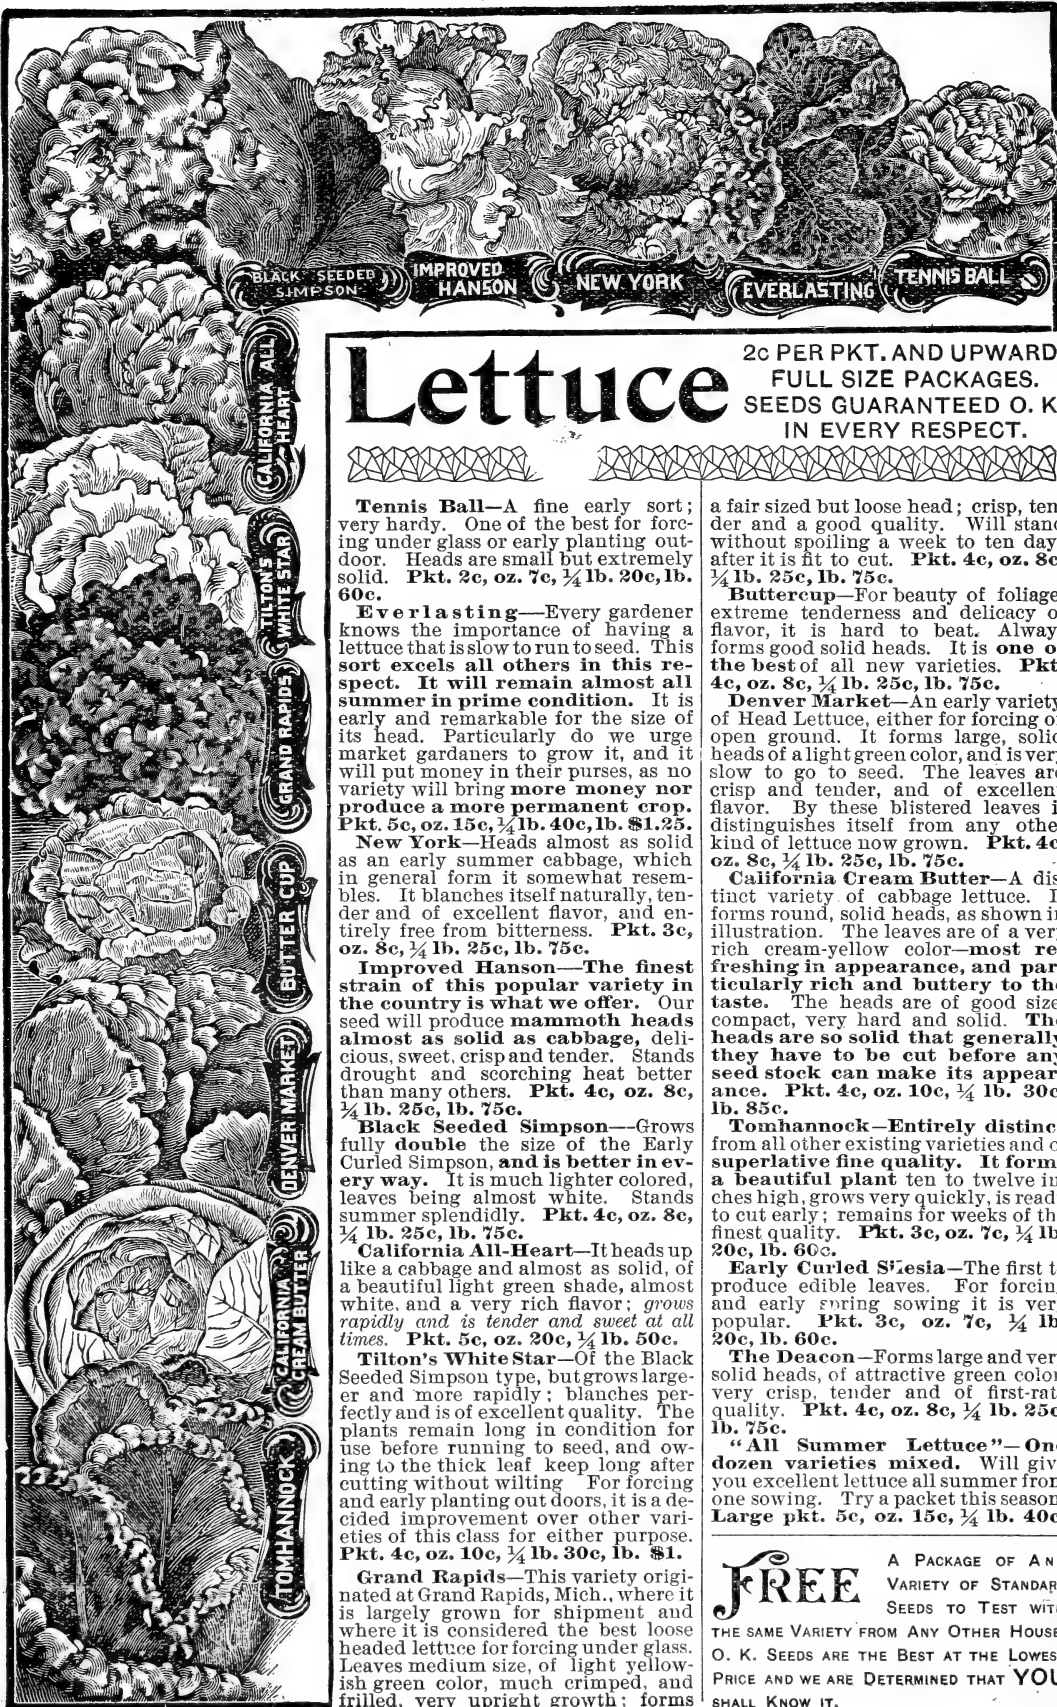 BLACK SEEDED
SIMPSON
IMPROVED
HANSON
NEW YORK
EVERLASTING
TENNIS BALL
CALIFORNIA ALL
HEART
TILTON'S
WHITE STAR
GRAND RAPIDS
BUTTER CUP
DENVER MARKET
CALIFORNIA
CREAM BUTTER
TOMHANNOCK
Lettuce
2c PER PKT. AND UPWARD
FULL SIZE PACKAGES.
SEEDS GUARANTEED O. K
IN EVERY RESPECT.
Tennis Ball—A fine early sort;
very hardy. One of the best for forc-
ing under glass or early planting out-
door. Heads are small but extremely
solid. Pkt. 2c, oz. 7c, ¼ lb. 20c, lb.
60c.
Everlasting—Every gardener
knows the importance of having a
lettuce that is slow to run to seed. This
sort excels all others in this re-
spect. It will remain almost all
summer in prime condition. It is
early and remarkable for the size of
its head. Particularly do we urge
market gardaners to grow it, and it
will put money in their purses, as no
variety will bring more money nor
produce a more permanent crop.
Pkt. 5c, oz. 15c, ¼ lb. 40c, lb. $1.25.
New York—Heads almost as solid
as an early summer cabbage, which
in general form it somewhat resem-
bles. It blanches itself naturally, ten-
der and of excellent flavor, and en-
tirely free from bitterness. Pkt. 3c,
oz. 8c, ¼ lb. 25c, lb. 75c.
Improved Hanson—The finest
strain of this popular variety in
the country is what we offer. Our
seed will produce mammoth heads
almost as solid as cabbage, deli-
cious, sweet, crisp and tender. Stands
drought and scorching heat better
than many others. Pkt. 4c, oz. 8c,
¼ lb. 25c, lb. 75c.
Black Seeded Simpson—Grows
fully double the size of the Early
Curled Simpson, and is better in ev-
ery way. It is much lighter colored,
leaves being almost white. Stands
summer splendidly. Pkt. 4c, oz. 8c,
¼ lb. 25c, lb. 75c.
California All-Heart—It heads up
like a cabbage and almost as solid, of
a beautiful light green shade, almost
white, and a very rich flavor; grows
rapidly and is tender and sweet at all
times. Pkt. 5c, oz. 20c, ¼ lb. 50c.
Tilton's White Star—Of the Black
Seeded Simpson type, but grows large-
er and more rapidly; blanches per-
fectly and is of excellent quality. The
plants remain long in condition for
use before running to seed, and ow-
ing to the thick leaf keep long after
cutting without wilting For forcing
and early planting out doors, it is a de-
cided improvement over other vari-
eties of this class for either purpose.
Pkt. 4c, oz. 10c, ¼ lb. 30c, lb. $1.
Grand Rapids—This variety origi-
nated at Grand Rapids, Mich., where it
is largely grown for shipment and
where it is considered the best loose
headed lettuce for forcing under glass.
Leaves medium size, of light yellow-
ish green color, much crimped, and
frilled, very upright growth; forms
a fair sized but loose head; crisp, ten
der and a good quality. Will stand
without spoiling a week to ten day
after it is fit to cut. Pkt. 4c, oz. 8c
¼ lb. 25c, lb. 75c.
Buttercup—For beauty of foliage
extreme tenderness and delicacy o
flavor, it is hard to beat. Alway
forms good solid heads. It is one o
the best of all new varieties. Pkt
4c, oz. 8c, ¼ lb. 25c, lb. 75c.
Denver Market—An early variety
of Head Lettuce, either for forcing or
open ground. It forms large, solid
heads of a light green color, and is very
slow to go to seed. The leaves are
crisp and tender, and of excellent
flavor. By these blistered leaves i
distinguishes itself from any othe
kind of lettuce now grown. Pkt. 4c
oz. 8c, ¼ lb. 25c, lb. 75c.
California Cream Butter—A dis
tinct variety of cabbage lettuce. I
forms round, solid heads, as shown in
illustration. The leaves are of a very
rich cream-yellow color—most re
freshing in appearance, and par
ticularly rich and buttery to the
taste. The heads are of good size
compact, very hard and solid. The
heads are so solid that generally
they have to be cut before any
seed stock can make its appear
ance. Pkt. 4c, oz. 10c, ¼ lb. 30c
lb. 85c.
Tomhannock—Entirely distinc
from all other existing varieties and o
superlative fine quality. It form
a beautiful plant ten to twelve in
ches high, grows very quickly, is read
to cut early; remains for weeks of th
finest quality. Pkt. 3c, oz. 7c, ¼ lb
20c, lb. 60c.
Early Curled Silesia—The first t
produce edible leaves. For forcin
and early spring sowing it is ver
popular. Pkt. 3c, oz. 7c, ¼ lb
20c, lb. 60c.
The Deacon—Forms large and ver
solid heads, of attractive green color
very crisp, tender and of first-rat
quality. Pkt. 4c, oz. 8c, ¼ lb. 25c
lb. 75c.
"All Summer Lettuce"—One
dozen varieties mixed. Will giv
you excellent lettuce all summer from
one sowing. Try a packet this season
Large pkt. 5c, oz. 15c, ¼ lb. 40c
FREE
A PACKAGE OF AN
VARIETY OF STANDAR
SEEDS TO TEST WIT
THE SAME VARIETY FROM ANY OTHER HOUSE
O. K. SEEDS ARE THE BEST AT THE LOWES
PRICE AND WE ARE DETERMINED THAT YOU
SHALL KNOW IT.